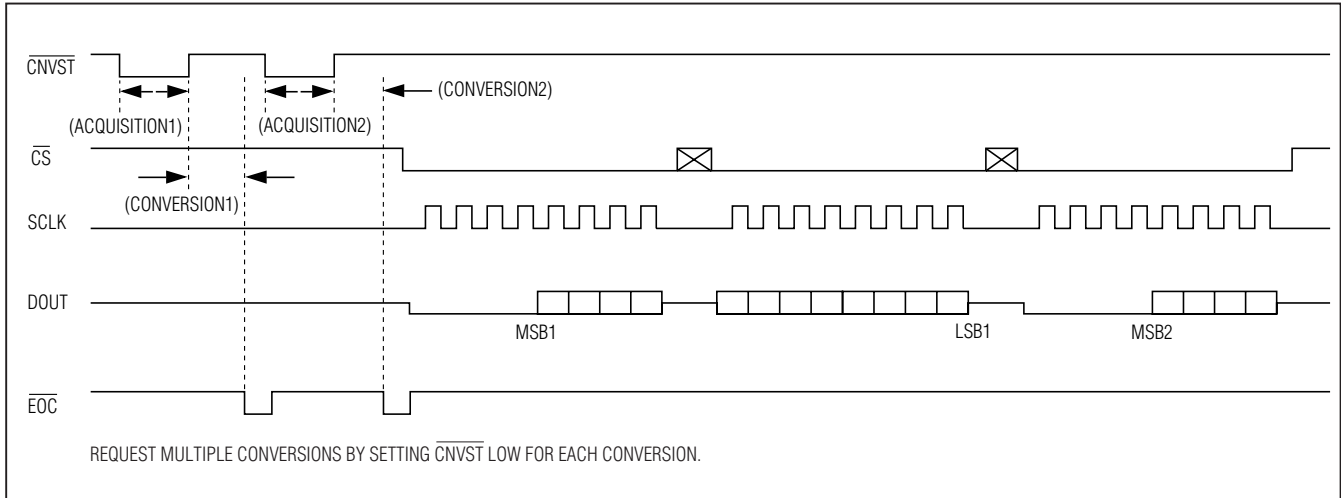 CNVST
(CONVERSION2)
(ACQUISITION1)
(ACQUISITION2)
CS
(CONVERSION1)
SCLK
DOUT
MSB1
LSB1
MSB2
EOC
REQUEST MULTIPLE CONVERSIONS BY SETTING CNVST LOW FOR EACH CONVERSION.